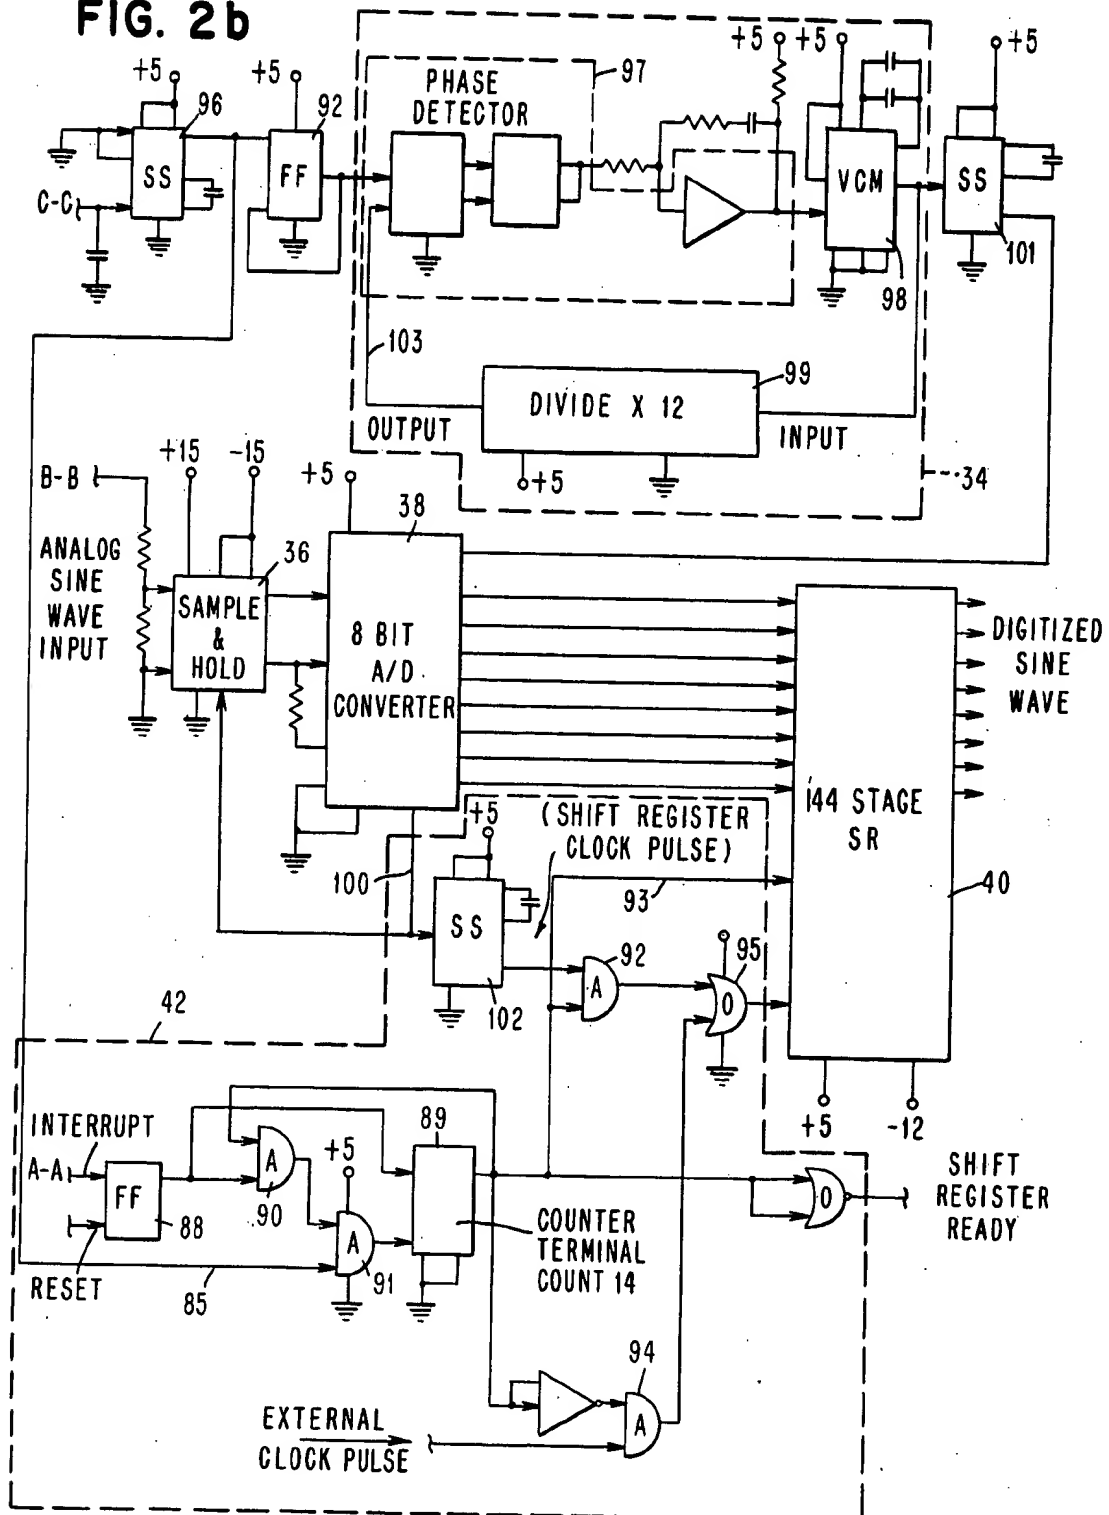 FIG. 2b
+5
96
SS
C-C
+5
92
FF
PHASE
DETECTOR
97
+5
+5
VCM
98
+5
SS
101
103
DIVIDE X 12
99
OUTPUT
INPUT
+5
34
B-B
+15
-15
+5
38
ANALOG
SINE
WAVE
INPUT
36
SAMPLE
&
HOLD
8 BIT
A/D
CONVERTER
DIGITIZED
SINE
WAVE
144 STAGE
SR
40
+5
(SHIFT REGISTER
CLOCK PULSE)
100
93
SS
102
92
A
95
O
42
+5
-12
INTERRUPT
A-A
FF
88
RESET
85
A
90
+5
A
91
89
COUNTER
TERMINAL
COUNT 14
O
SHIFT
REGISTER
READY
94
A
EXTERNAL
CLOCK PULSE